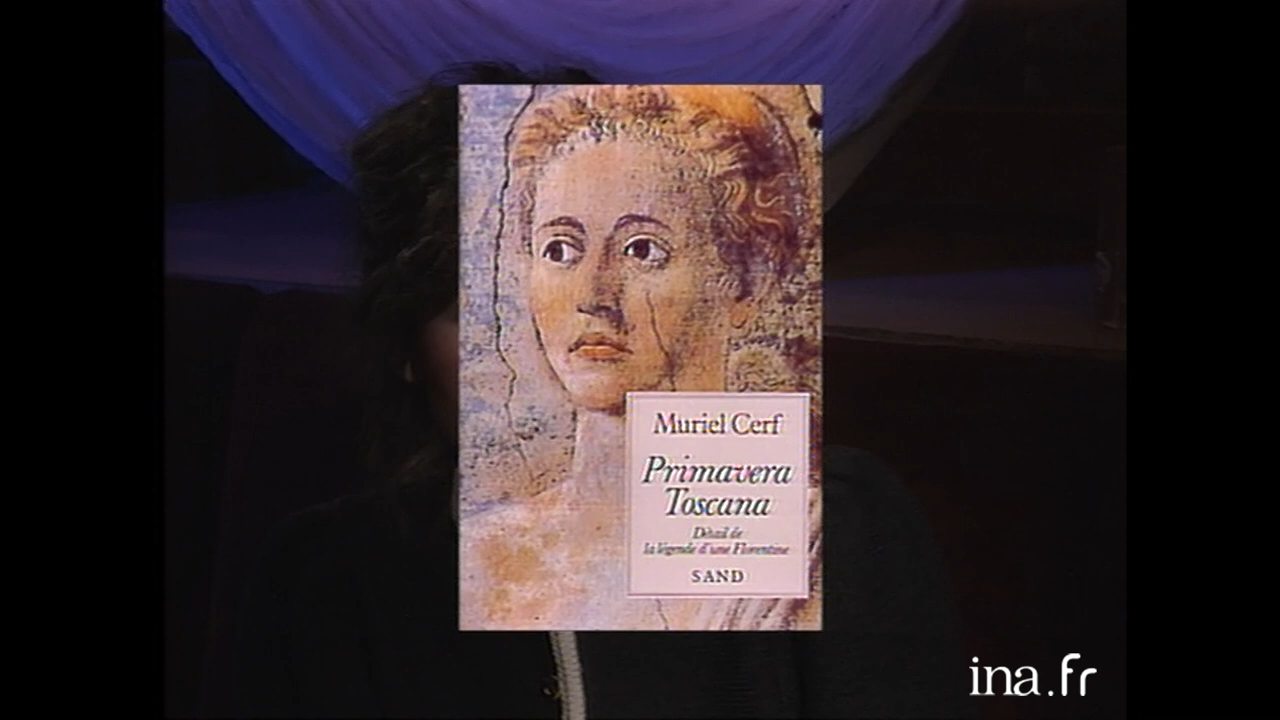 Muriel Cerf
Primavera
Toscana
Détail de
la légende d'une Florentine
SAND
ina.fr